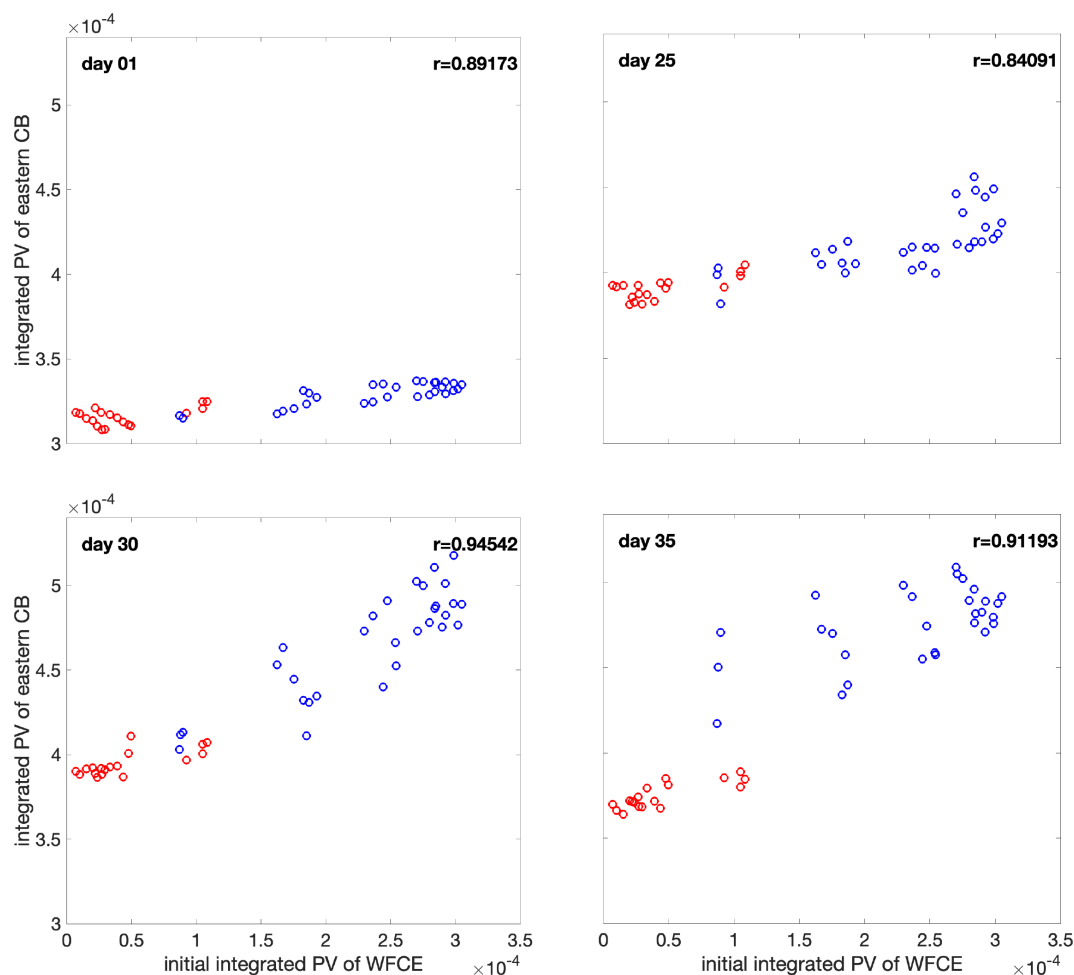 ×10⁻⁴
day 01
r=0.89173
day 25
r=0.84091
integrated PV of eastern CB
5
4.5
4
3.5
3
×10⁻⁴
day 30
r=0.94542
day 35
r=0.91193
integrated PV of eastern CB
5
4.5
4
3.5
3
0 0.5 1 1.5 2 2.5 3 3.5
0 0.5 1 1.5 2 2.5 3 3.5
initial integrated PV of WFCE
×10⁻⁴
initial integrated PV of WFCE
×10⁻⁴